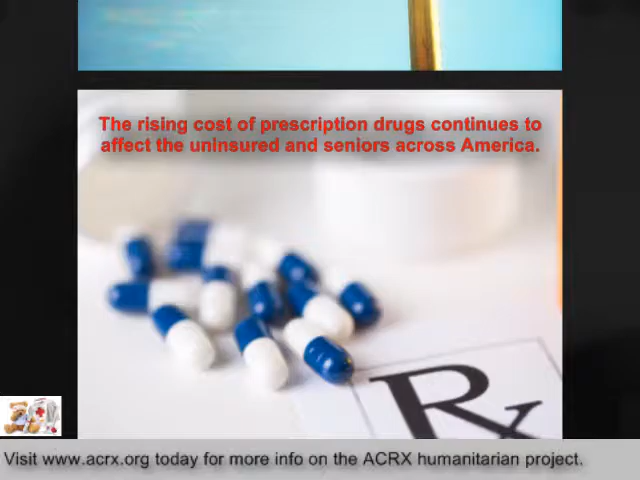 The rising cost of prescription drugs continues to
affect the uninsured and seniors across America.
Rx
Visit www.acrx.org today for more info on the ACRX humanitarian project.